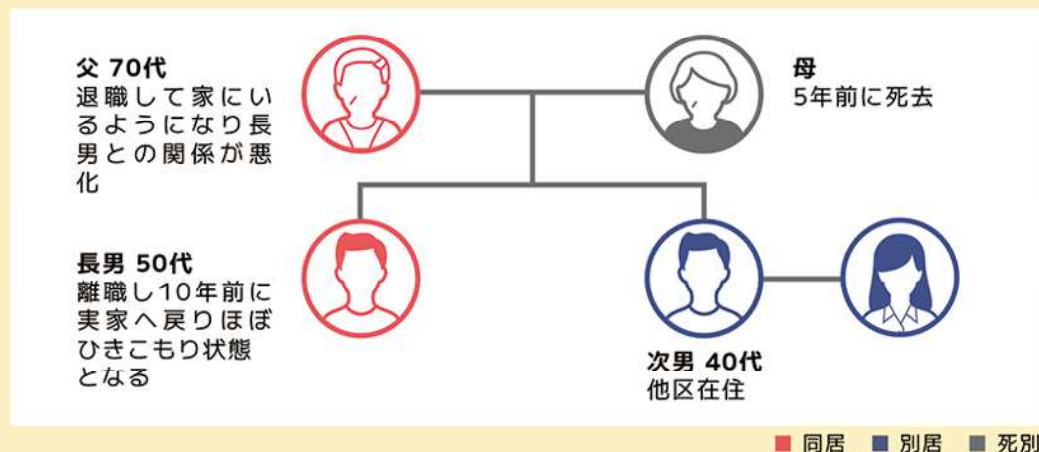 父 70代
退職して家にい
るようになり長
男との関係が悪
化
母
5年前に死去
長男 50代
離職し10年前に
実家へ戻りほぼ
ひきこもり状態
となる
次男 40代
他区在住
同居 別居 死別